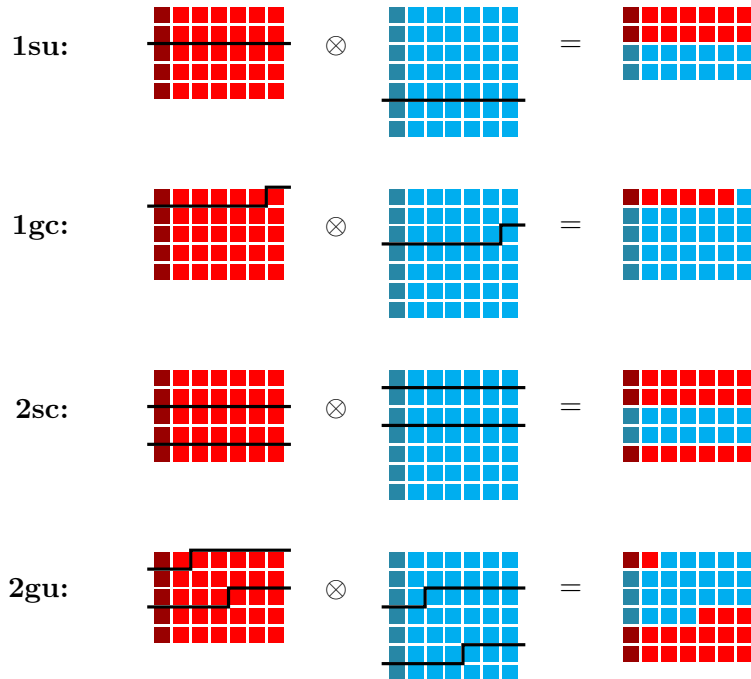 1su: ⊗ =
1gc: ⊗ =
2sc: ⊗ =
2gu: ⊗ =